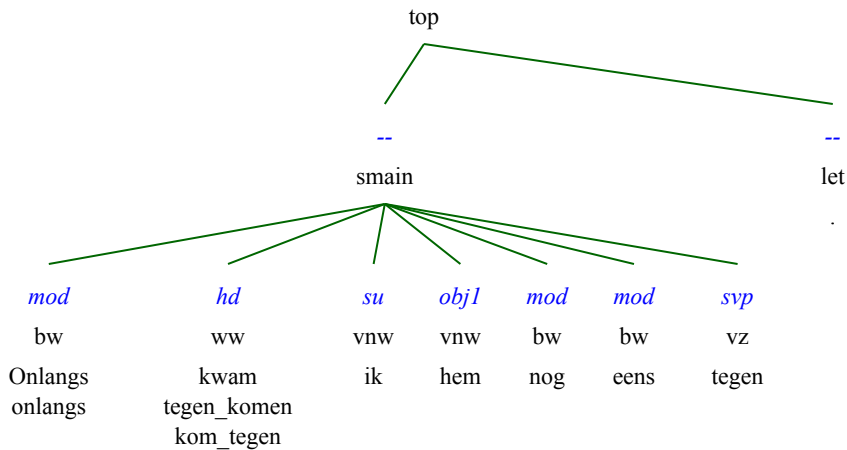 top
-- --
smain let
.
mod hd su obj1 mod mod svp
bw ww vnw vnw bw bw vz
Onlangs kwam ik hem nog eens tegen
onlangs tegen_komen
kom_tegen